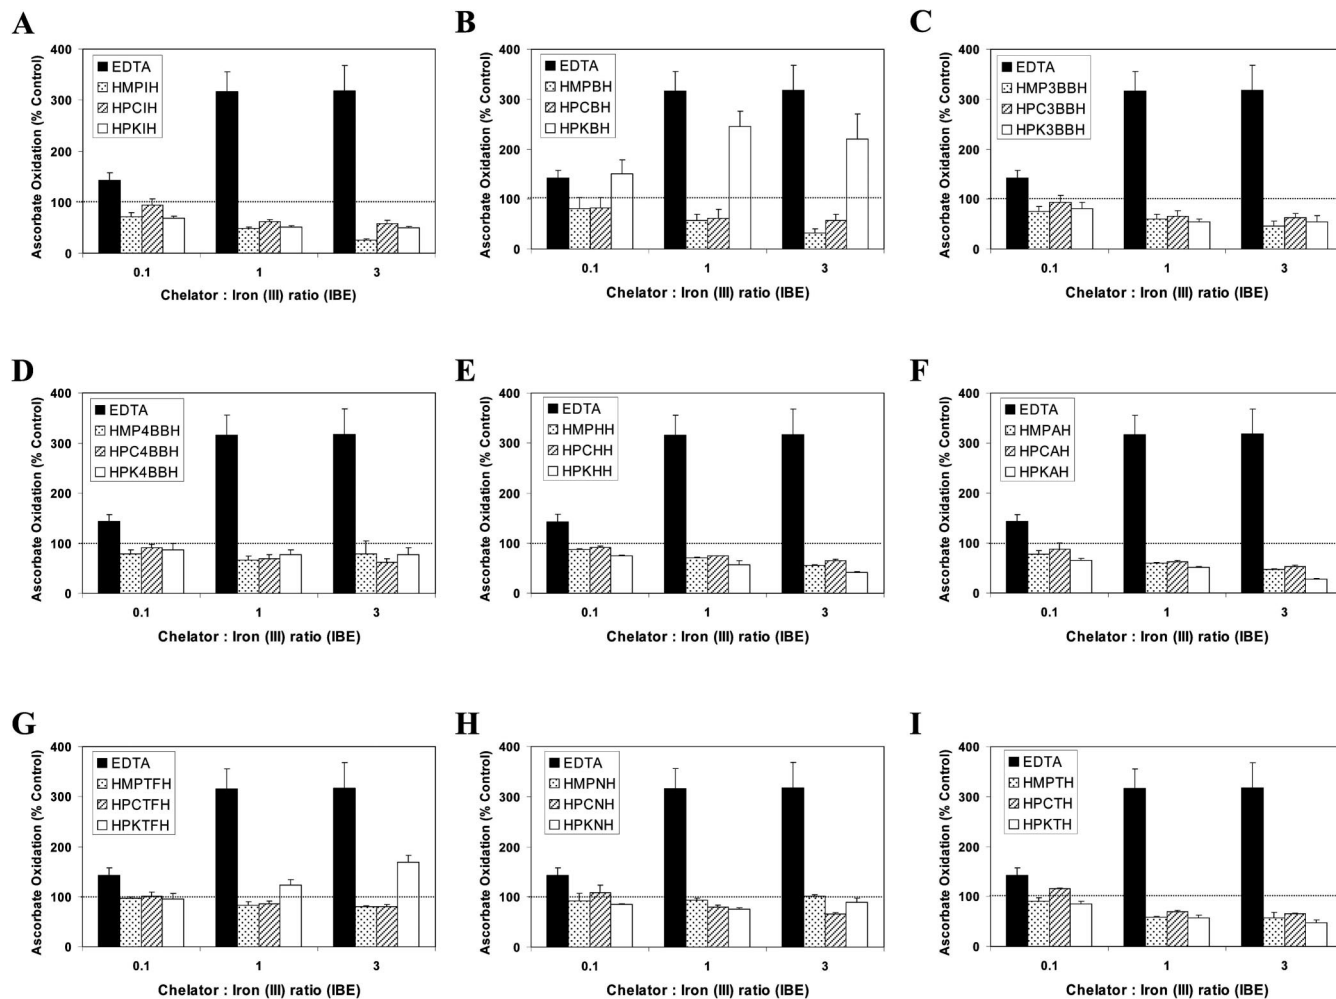 A
Ascorbate Oxidation (% Control)
400
300
200
100
0
EDTA
HMPIH
HPCIH
HPKIH
0.1 1 3
Chelator : Iron (III) ratio (IBE)
B
Ascorbate Oxidation (% Control)
400
300
200
100
0
EDTA
HMPBH
HPCBH
HPKBH
0.1 1 3
Chelator : Iron (III) ratio (IBE)
C
Ascorbate Oxidation (% Control)
400
300
200
100
0
EDTA
HMP3BBH
HPC3BBH
HPK3BBH
0.1 1 3
Chelator : Iron (III) ratio (IBE)
D
Ascorbate Oxidation (% Control)
400
300
200
100
0
EDTA
HMP4BBH
HPC4BBH
HPK4BBH
0.1 1 3
Chelator : Iron (III) ratio (IBE)
E
Ascorbate Oxidation (% Control)
400
300
200
100
0
EDTA
HMPHH
HPCHH
HPKHH
0.1 1 3
Chelator : Iron (III) ratio (IBE)
F
Ascorbate Oxidation (% Control)
400
300
200
100
0
EDTA
HMPAH
HPCAH
HPKAH
0.1 1 3
Chelator : Iron (III) ratio (IBE)
G
Ascorbate Oxidation (% Control)
400
300
200
100
0
EDTA
HMPTFH
HPCTFH
HPKTFH
0.1 1 3
Chelator : Iron (III) ratio (IBE)
H
Ascorbate Oxidation (% Control)
400
300
200
100
0
EDTA
HMPNH
HPCNH
HPKNH
0.1 1 3
Chelator : Iron (III) ratio (IBE)
I
Ascorbate Oxidation (% Control)
400
300
200
100
0
EDTA
HMPTH
HPCTH
HPKTH
0.1 1 3
Chelator : Iron (III) ratio (IBE)